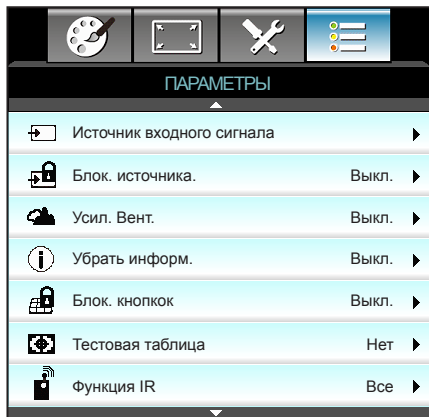 ПАРАМЕТРЫ
Источник входного сигнала
Блок. источника. Выкл.
Усил. Вент. Выкл.
Убрать информ. Выкл.
Блок. кнопкок Выкл.
Тестовая таблица Нет
Функция IR Все